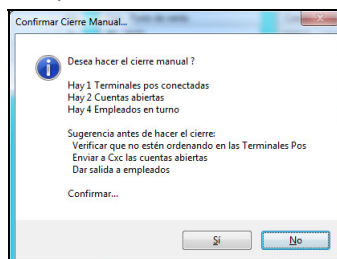 Confirmar Cierre Manual...
Desea hacer el cierre manual ?
Hay 1 Terminales pos conectadas
Hay 2 Cuentas abiertas
Hay 4 Empleados en turno
Sugerencia antes de hacer el cierre:
Verificar que no estén ordenando en las Terminales Pos
Enviar a Cxc las cuentas abiertas
Dar salida a empleados
Confirmar...
Sí
No